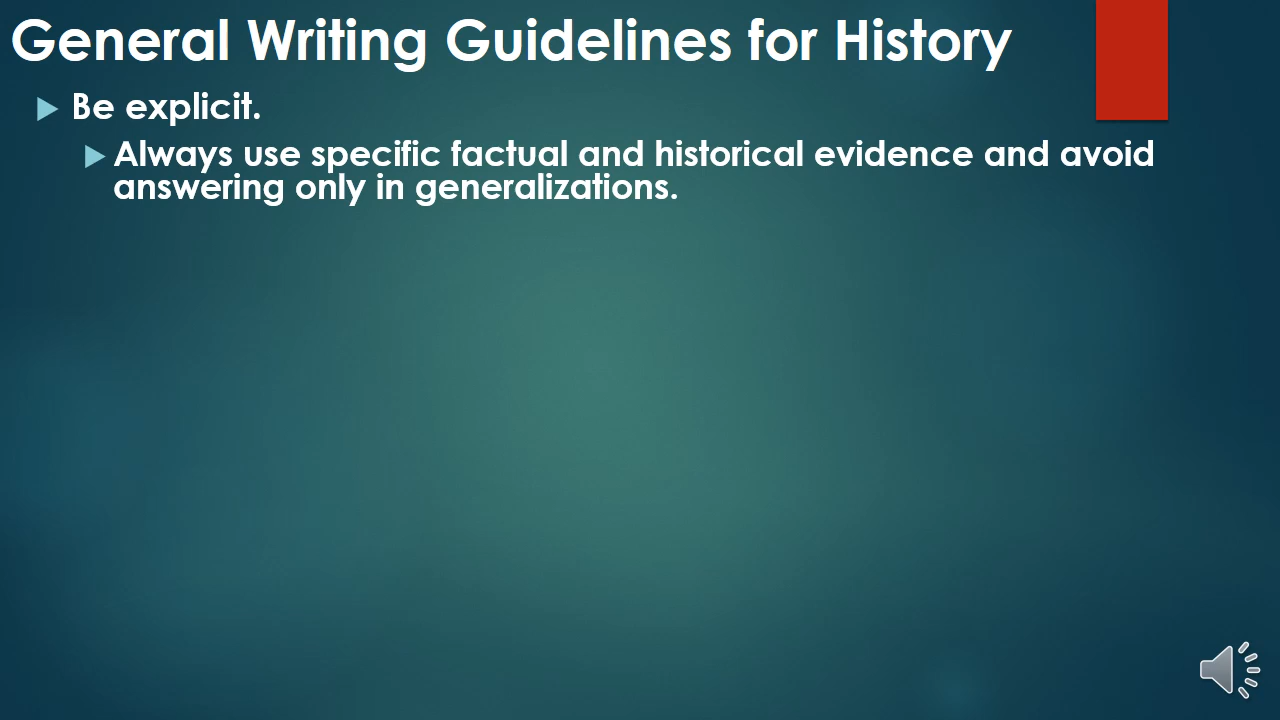 General Writing Guidelines for History
Be explicit.
Always use specific factual and historical evidence and avoid
answering only in generalizations.